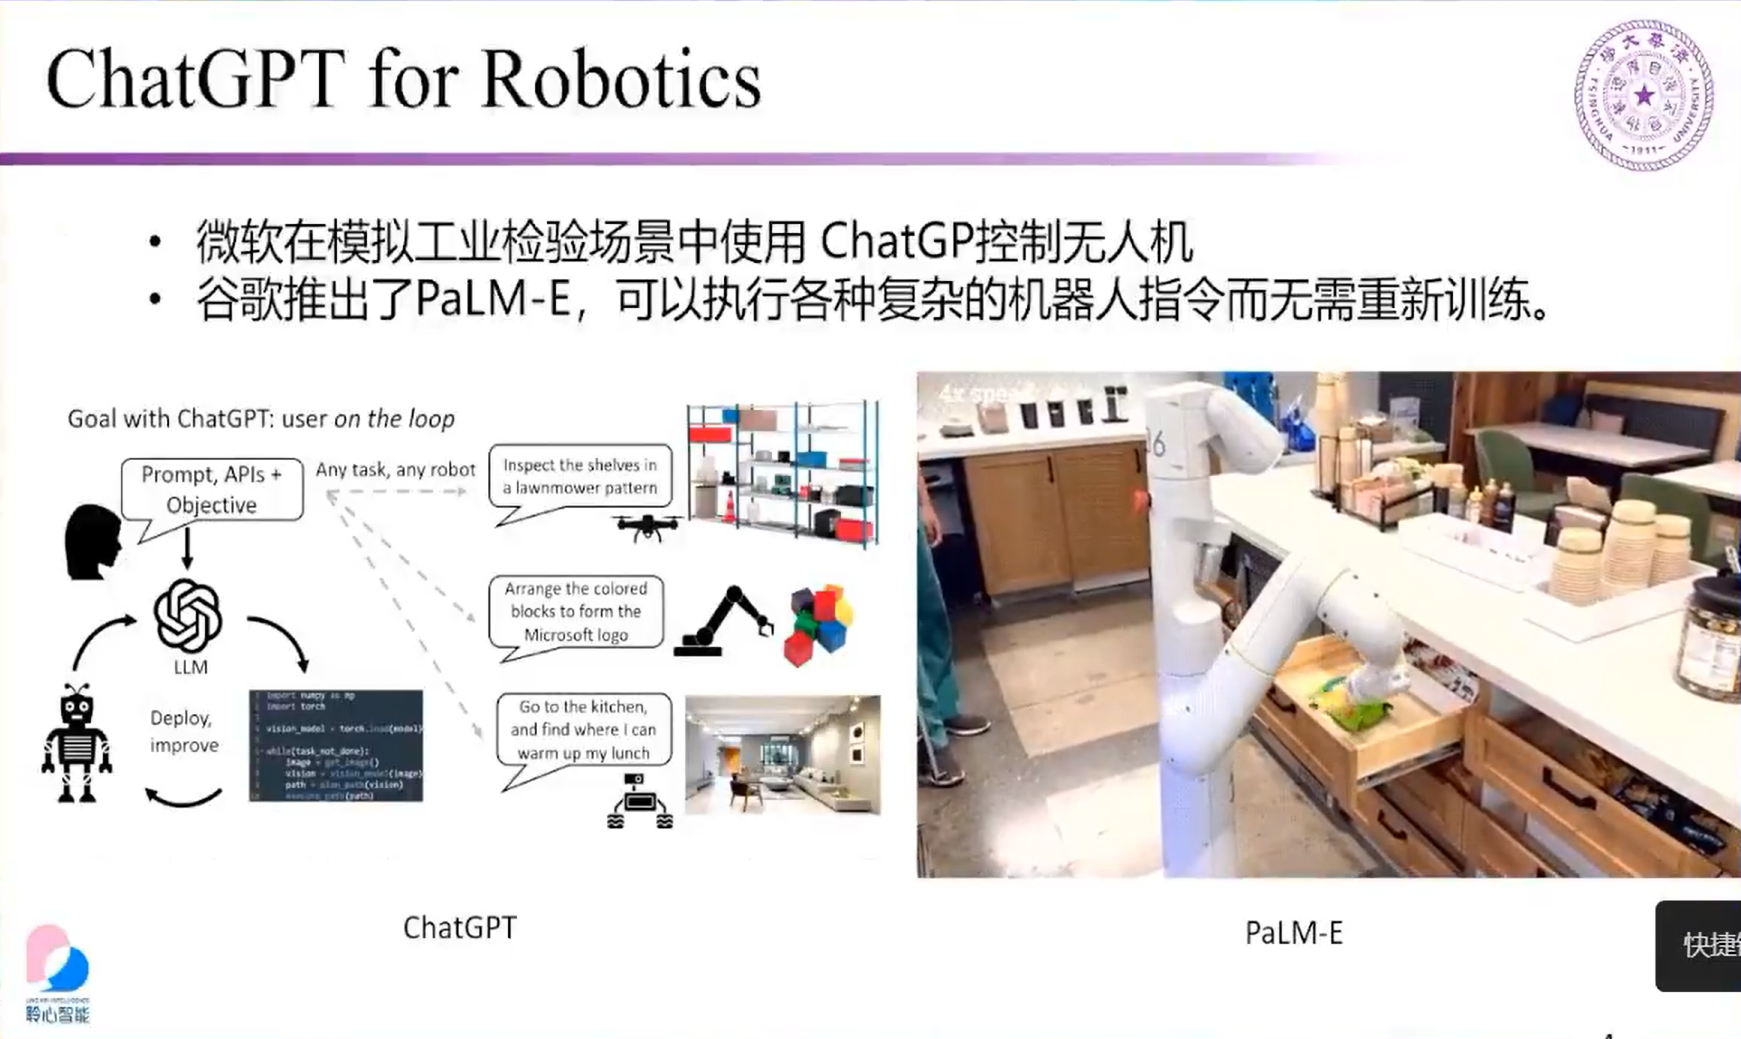 ChatGPT for Robotics
清 華 大 學
TSINGHUA UNIVERSITY
-1911-
• 微软在模拟工业检验场景中使用 ChatGP控制无人机
• 谷歌推出了PaLM-E，可以执行各种复杂的机器人指令而无需重新训练。
Goal with ChatGPT: user on the loop
Prompt, APIs +
Objective
Any task, any robot
LLM
Deploy,
improve
import numpy as np
import torch
vision_model = torch.load(model)
while(task_not_done):
image = get_image()
vision = vision_model(image)
path = plan_path(vision)
execute_path(path)
Inspect the shelves in
a lawnmower pattern
Arrange the colored
blocks to form the
Microsoft logo
Go to the kitchen,
and find where I can
warm up my lunch
4x speed
ChatGPT
PaLM-E
聆心智能
快捷